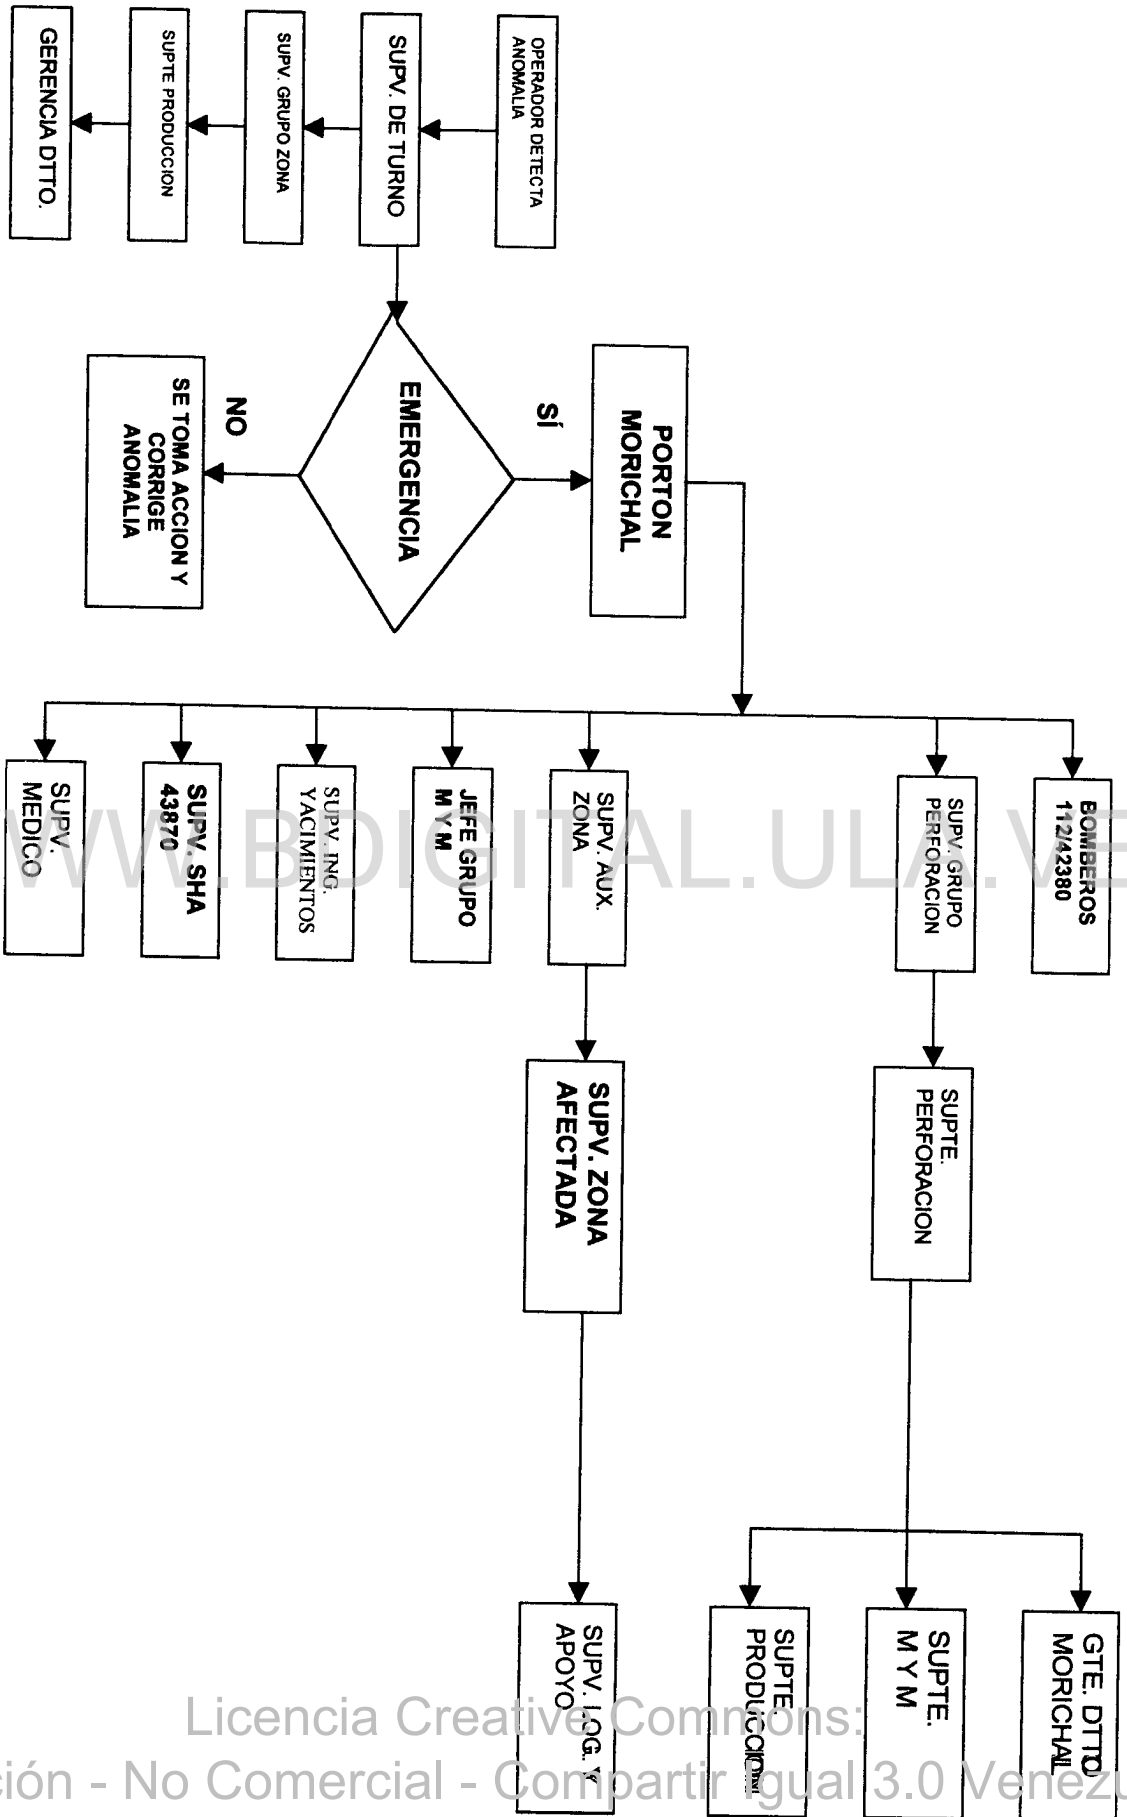 OPERADOR DETECTA
ANOMALIA
SUPV. DE TURNO
SUPV. GRUPO ZONA
SUPTE PRODUCCION
GERENCIA DTTO.
EMERGENCIA
SÍ
NO
PORTON
MORICHAL
SE TOMA ACCION Y
CORRIGE
ANOMALIA
BOMBEROS
112/42380
SUPV. GRUPO
PERFORACION
SUPV. AUX.
ZONA
JEFE GRUPO
M Y M
SUPV. ING.
YACIMIENTOS
SUPV. SHA
43870
SUPV.
MEDICO
SUPTE.
PERFORACION
SUPV. ZONA
AFECTADA
GTE. DTTO
MORICHAL
SUPTE.
M Y M
SUPTE.
PRODUCCION
SUPV. LOG. Y
APOYO
WW.BDIGITAL.ULA.VE
Licencia Creative Commons:
ción - No Comercial - Compartir Igual 3.0 Venezu